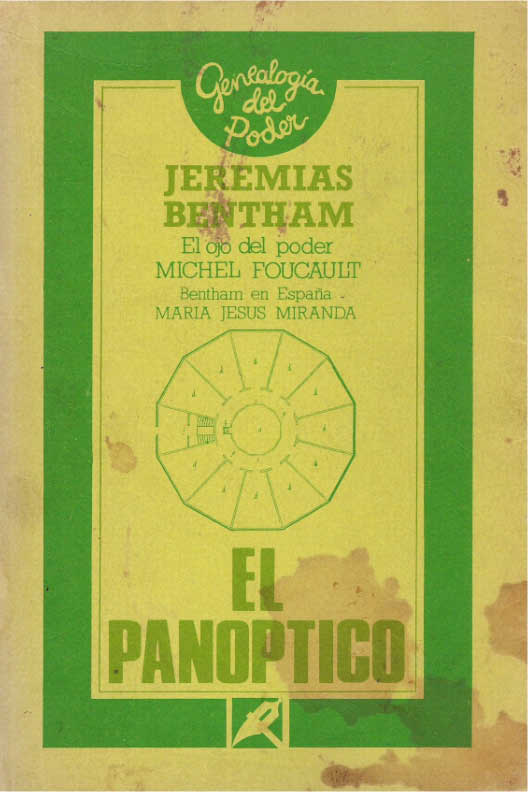 Genealogía
del
Poder
JEREMIAS
BENTHAM
El ojo del poder
MICHEL FOUCAULT
Bentham en España
MARIA JESUS MIRANDA
EL
PANOPTICO